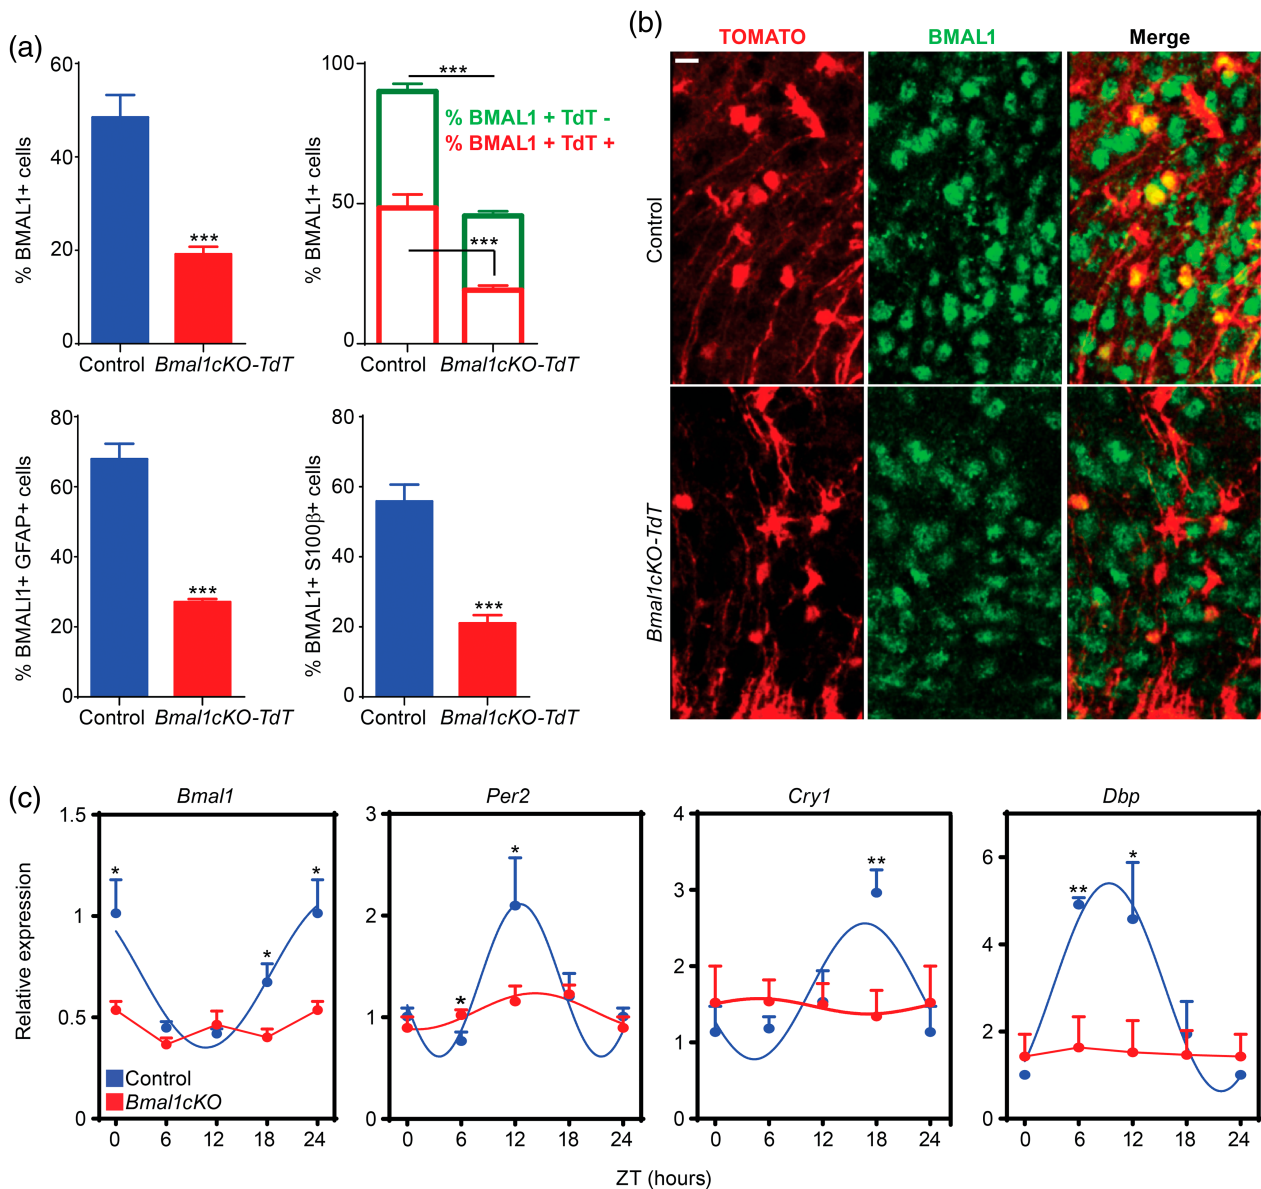 (a)
60
40
20
0
% BMAL1+ cells
***
Control
Bmal1cKO-TdT
100
50
0
% BMAL1+ cells
***
% BMAL1 + TdT -
% BMAL1 + TdT +
***
Control
Bmal1cKO-TdT
80
60
40
20
0
% BMALI1+ GFAP+ cells
***
Control
Bmal1cKO-TdT
80
60
40
20
0
% BMAL1+ S100β+ cells
***
Control
Bmal1cKO-TdT
(b)
TOMATO
BMAL1
Merge
Control
Bmal1cKO-TdT
(c)
Relative expression
Bmal1
1.5
1
0.5
0
*
*
*
Control
Bmal1cKO
0 6 12 18 24
Per2
3
2
1
0
*
*
0 6 12 18 24
Cry1
4
3
2
1
0
**
0 6 12 18 24
Dbp
6
4
2
0
**
*
0 6 12 18 24
ZT (hours)